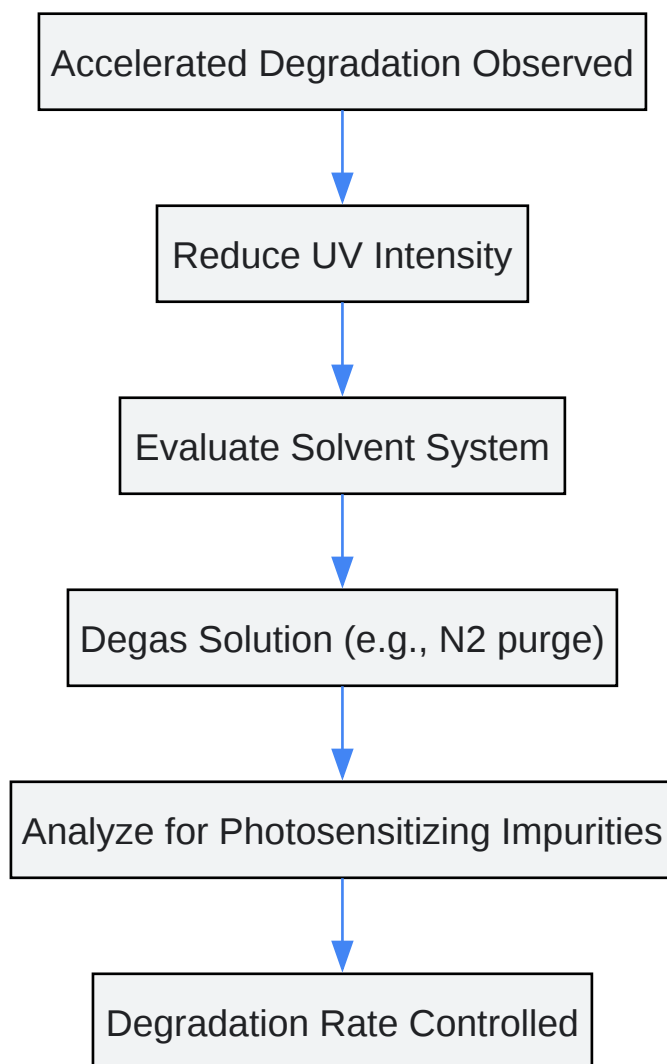 Accelerated Degradation Observed
Reduce UV Intensity
Evaluate Solvent System
Degas Solution (e.g., N2 purge)
Analyze for Photosensitizing Impurities
Degradation Rate Controlled